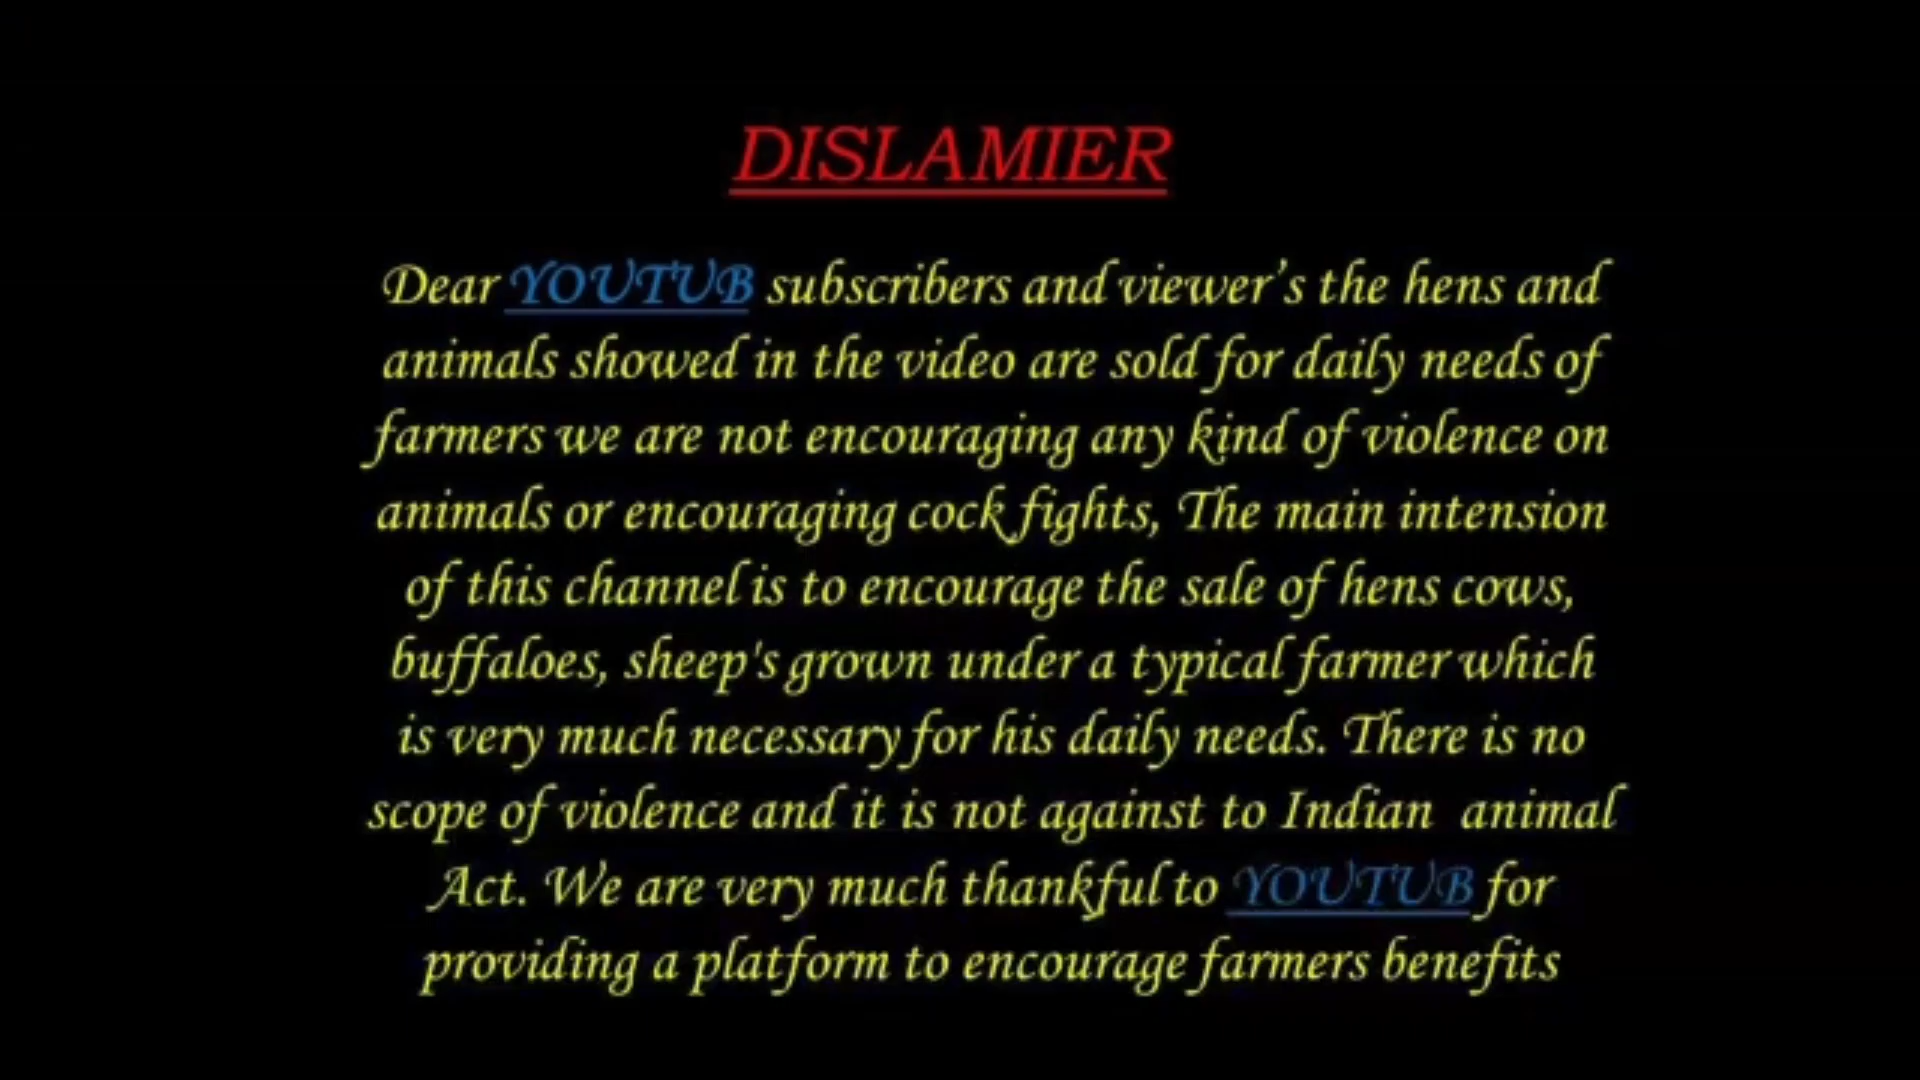 DISLAMIER
Dear YOUTUB subscribers and viewer’s the hens and
animals showed in the video are sold for daily needs of
farmers we are not encouraging any kind of violence on
animals or encouraging cock fights, The main intension
of this channel is to encourage the sale of hens cows,
buffaloes, sheep's grown under a typical farmer which
is very much necessary for his daily needs. There is no
scope of violence and it is not against to Indian animal
Act. We are very much thankful to YOUTUB for
providing a platform to encourage farmers benefits